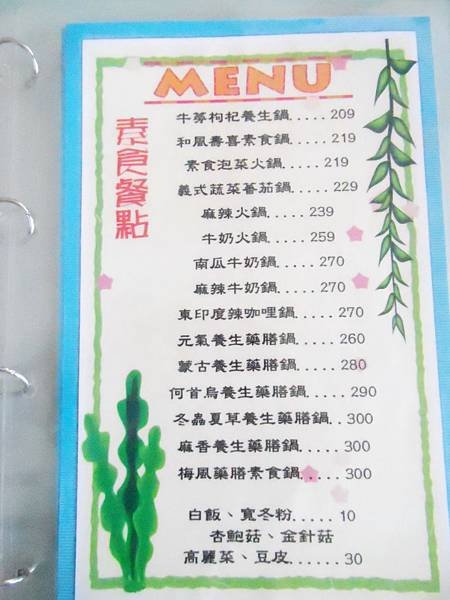 MENU
素食餐點
牛蒡枸杞養生鍋.....209
和風壽喜素食鍋.....219
素食泡菜火鍋.....219
義式蔬菜蕃茄鍋.....229
麻辣火鍋.....239
牛奶火鍋.....259
南瓜牛奶鍋.....270
麻辣牛奶鍋.....270
東印度辣咖哩鍋....270
元氣養生藥膳鍋.....260
蒙古養生藥膳鍋.....280
何首烏養生藥膳鍋.....290
冬蟲夏草養生藥膳鍋..300
麻香養生藥膳鍋.....300
梅風藥膳素食鍋.....300
白飯、寬冬粉.....10
杏鮑菇、金針菇
高麗菜、豆皮......30